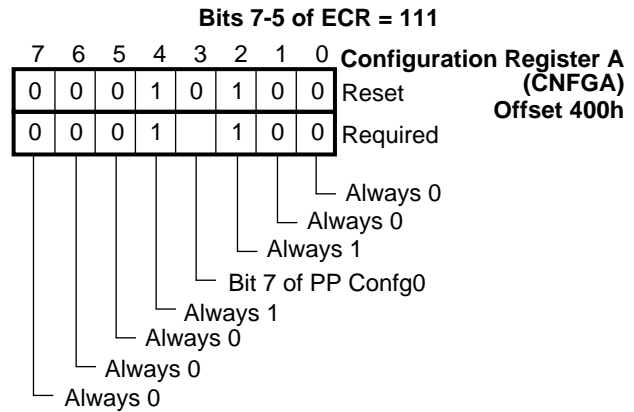 Bits 7-5 of ECR = 111
7 6 5 4 3 2 1 0 Configuration Register A
(CNFGA)
Offset 400h
0 0 0 1 0 1 0 0 Reset
0 0 0 1 1 0 0 Required
Always 0
Always 0
Always 1
Bit 7 of PP Confg0
Always 1
Always 0
Always 0
Always 0